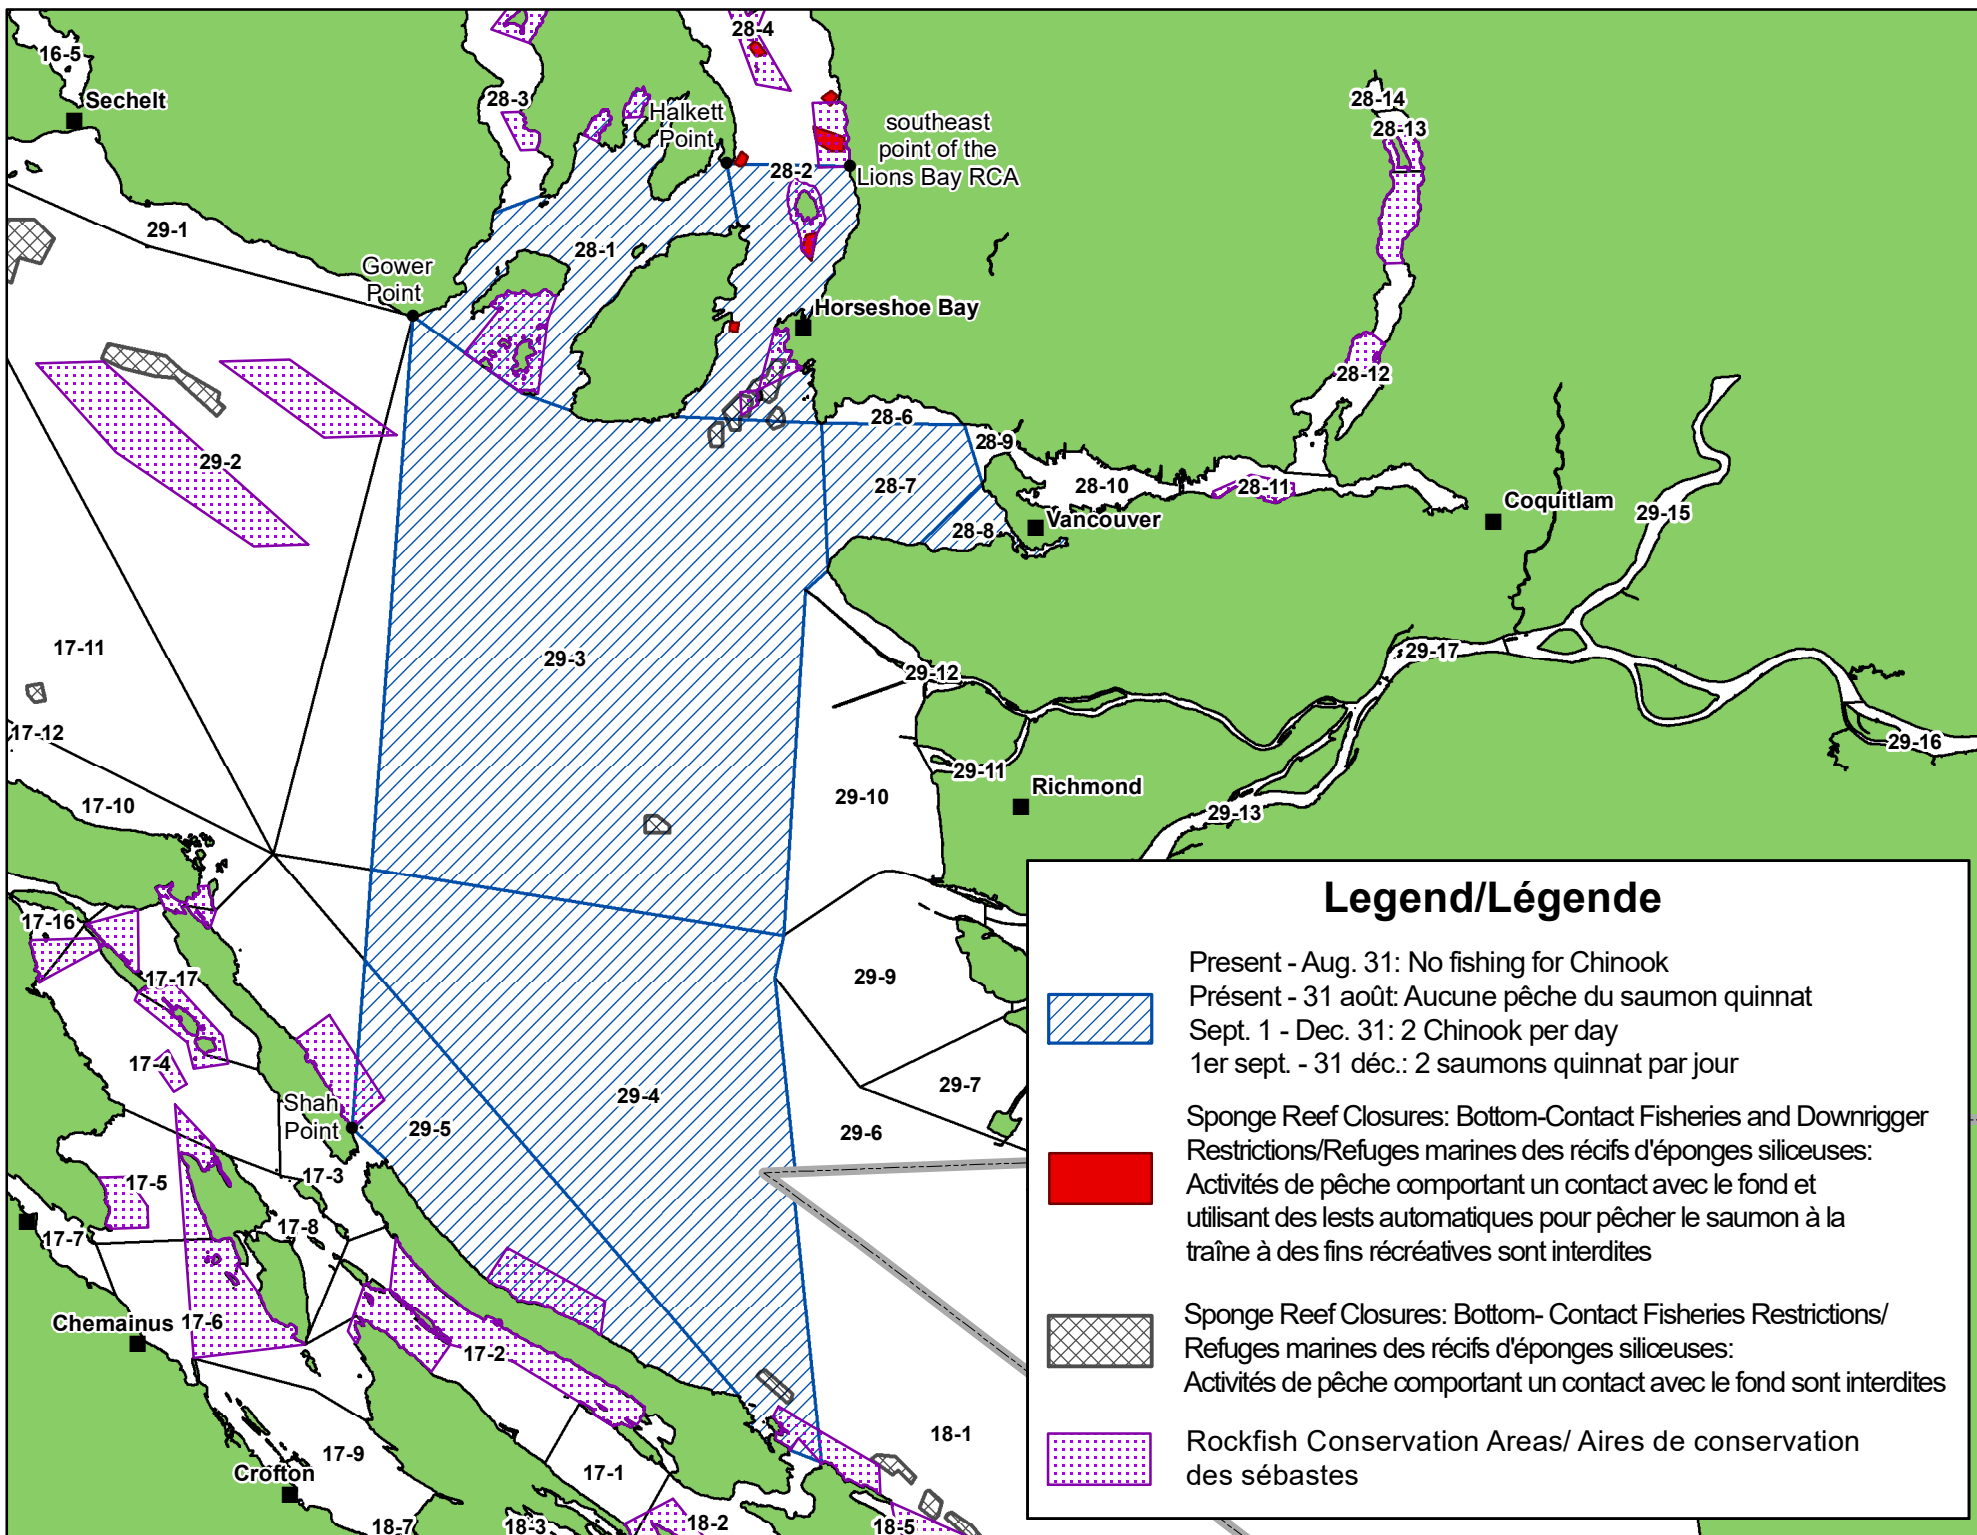 28-4
16-5
Sechelt
28-3
Halkett
Point
southeast
point of the
Lions Bay RCA
28-14
28-13
28-2
29-1
28-1
Gower
Point
Horseshoe Bay
28-12
28-6
28-9
29-2
28-7
28-10
28-11
Coquitlam
29-15
Vancouver
28-8
17-11
29-3
29-12
29-17
17-12
29-16
29-11
Richmond
17-10
29-10
29-13
17-16
17-17
29-9
17-4
29-4
29-7
Shah
Point
29-5
29-6
17-5
17-3
17-7
17-8
Chemainus
17-6
17-2
18-1
17-9
Crofton
17-1
18-7
18-3
18-2
18-5
Legend/Légende
Present - Aug. 31: No fishing for Chinook
Présent - 31 août: Aucune pêche du saumon quinnat
Sept. 1 - Dec. 31: 2 Chinook per day
1er sept. - 31 déc.: 2 saumons quinnat par jour
Sponge Reef Closures: Bottom-Contact Fisheries and Downrigger
Restrictions/Refuges marines des récifs d'éponges siliceuses:
Activités de pêche comportant un contact avec le fond et
utilisant des lests automatiques pour pêcher le saumon à la
traîne à des fins récréatives sont interdites
Sponge Reef Closures: Bottom- Contact Fisheries Restrictions/
Refuges marines des récifs d'éponges siliceuses:
Activités de pêche comportant un contact avec le fond sont interdites
Rockfish Conservation Areas/ Aires de conservation
des sébastes